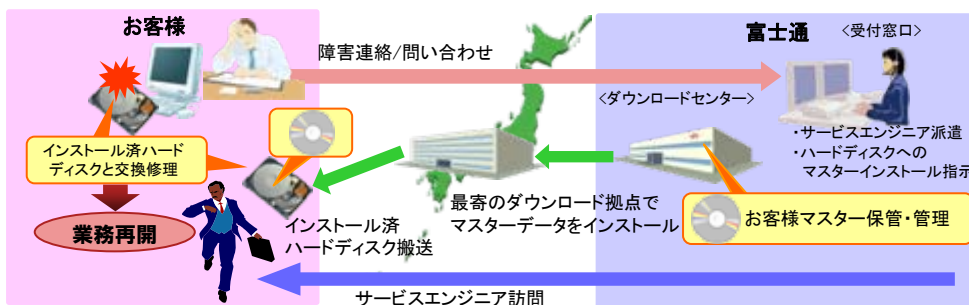 お客様
富士通
<受付窓口>
障害連絡/問い合わせ
<ダウンロードセンター>
・サービスエンジニア派遣
・ハードディスクへの
マスターインストール指示
インストール済ハード
ディスクと交換修理
業務再開
インストール済
ハードディスク搬送
最寄のダウンロード拠点で
マスターデータをインストール
お客様マスター保管・管理
サービスエンジニア訪問